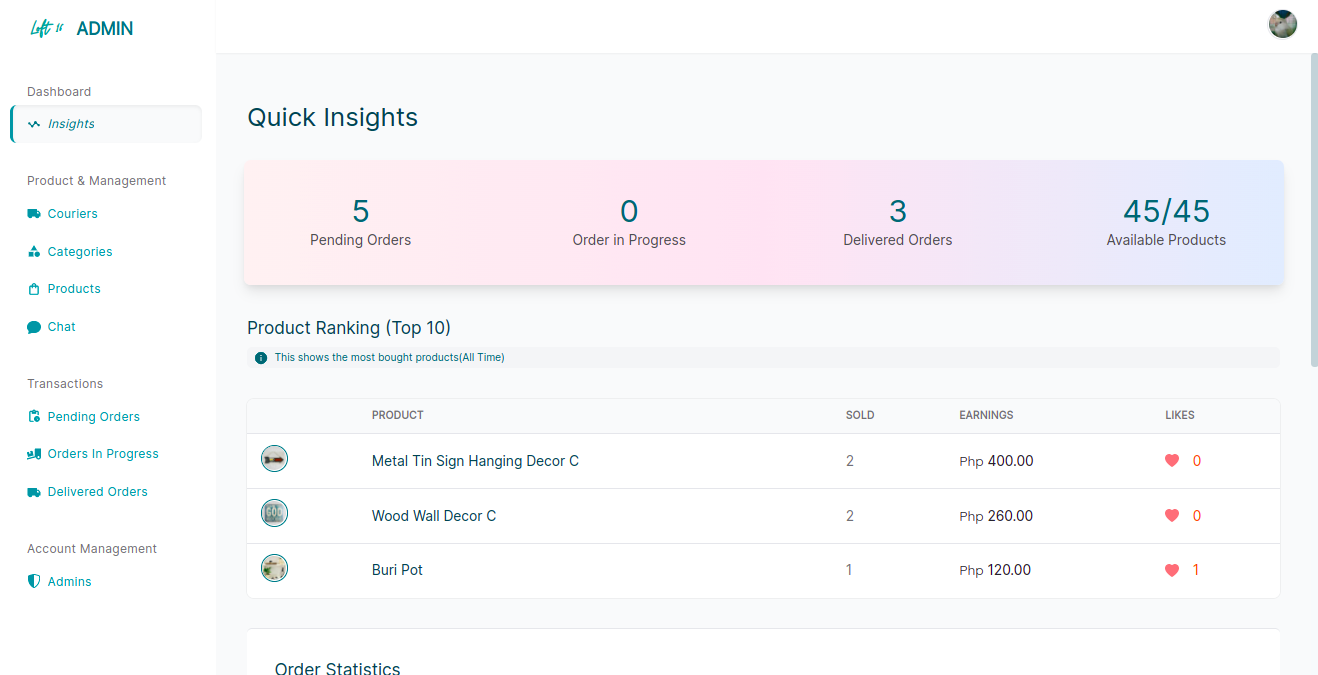 Loft 1F ADMIN
Dashboard
Insights
Product & Management
Couriers
Categories
Products
Chat
Transactions
Pending Orders
Orders In Progress
Delivered Orders
Account Management
Admins
Quick Insights
5 0 3 45/45
Pending Orders Order in Progress Delivered Orders Available Products
Product Ranking (Top 10)
This shows the most bought products(All Time)
PRODUCT SOLD EARNINGS LIKES
Metal Tin Sign Hanging Decor C 2 Php 400.00 0
Wood Wall Decor C 2 Php 260.00 0
Buri Pot 1 Php 120.00 1
Order Statistics